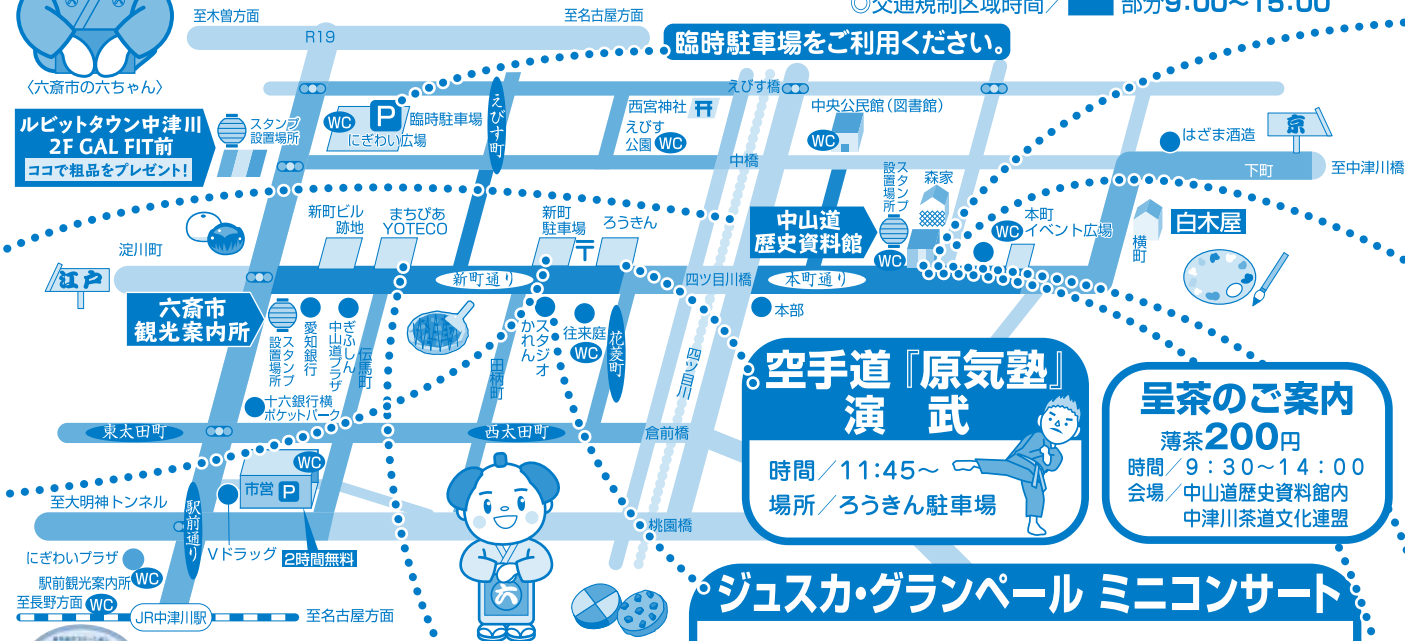 ◎交通規制区域時間／ 部分9:00～15:00
至木曽方面
至名古屋方面
R19
臨時駐車場をご利用ください。
〈六斎市の六ちゃん〉
ルビットタウン中津川
2F GAL FIT前
ココで粗品をプレゼント!
スタンプ
設置場所
WC
P
臨時駐車場
にぎわい広場
えびす町
西宮神社
えびす
公園
WC
えびす橋
中央公民館(図書館)
WC
中橋
はざま酒造
京
下町
至中津川橋
新町ビル
跡地
まちぴあ
YOTECO
新町
駐車場
ろうきん
中山道
歴史資料館
スタンプ
設置場所
森家
WC
WC
本町
イベント広場
横町
白木屋
淀川町
江戸
新町通り
四ツ目川橋
本町通り
六斎市
観光案内所
スタンプ
設置場所
愛知銀行
ぎふしん
中山道プラザ
伝馬町
田柄町
スタジオ
かれん
往来庭
WC
花菱町
四ツ目川
本部
十六銀行横
ポケットパーク
東太田町
西太田町
倉前橋
空手道『原気塾』
演 武
時間／11:45～
場所／ろうきん駐車場
呈茶のご案内
薄茶200円
時間／9：30～14：00
会場／中山道歴史資料館内
中津川茶道文化連盟
WC
市営P
至大明神トンネル
駅前通り
Vドラッグ
2時間無料
桃園橋
六
にぎわいプラザ
駅前観光案内所
WC
至長野方面
WC
JR中津川駅
至名古屋方面
ジュスカ・グランペール ミニコンサート